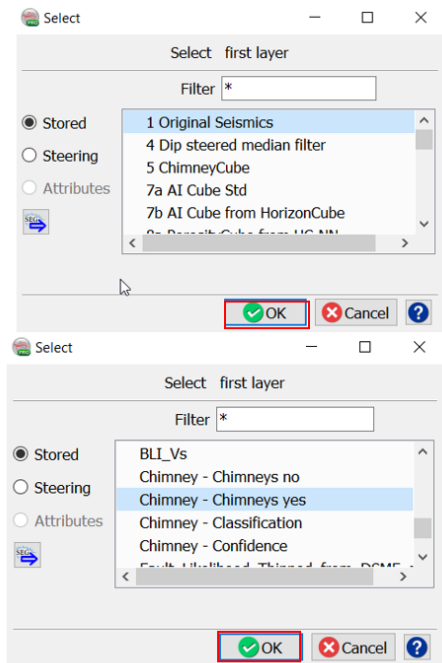 Select
Select first layer
Filter *
Stored
Steering
Attributes
1 Original Seismics
4 Dip steered median filter
5 ChimneyCube
7a AI Cube Std
7b AI Cube from HorizonCube
OK
Cancel
Select
Select first layer
Filter *
Stored
Steering
Attributes
BLI_Vs
Chimney - Chimneys no
Chimney - Chimneys yes
Chimney - Classification
Chimney - Confidence
OK
Cancel